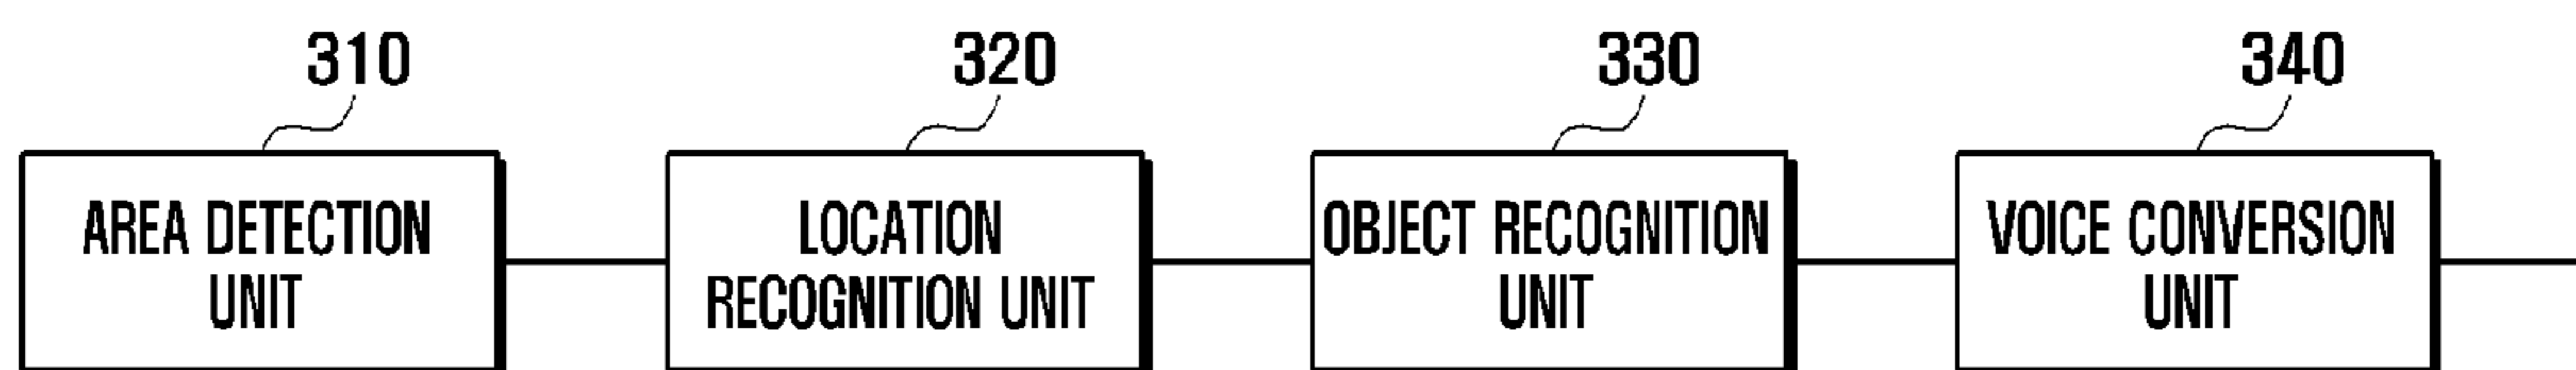 310
320
330
340
AREA DETECTION
UNIT
LOCATION
RECOGNITION UNIT
OBJECT RECOGNITION
UNIT
VOICE CONVERSION
UNIT